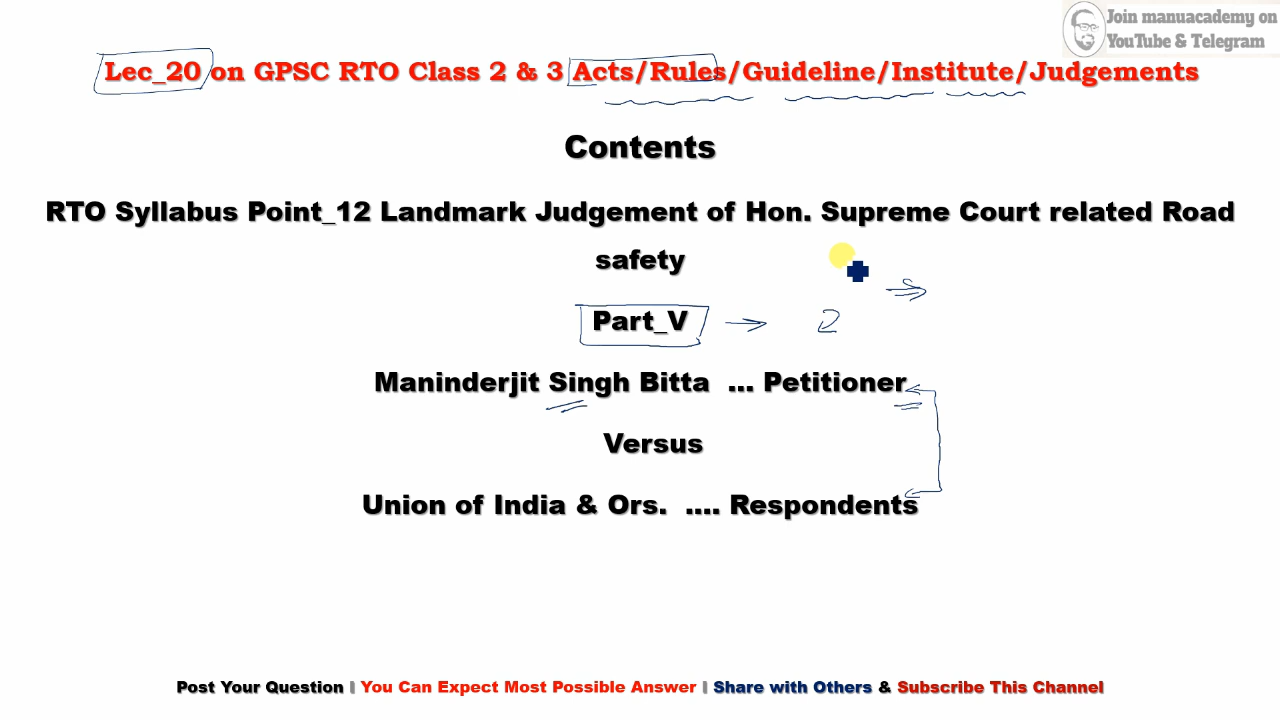 Join manuacademy on
YouTube & Telegram
Lec_20 on GPSC RTO Class 2 & 3 Acts/Rules/Guideline/Institute/Judgements
Contents
RTO Syllabus Point_12 Landmark Judgement of Hon. Supreme Court related Road
safety
Part_V
2
Maninderjit Singh Bitta ... Petitioner
Versus
Union of India & Ors. .... Respondents
Post Your Question | You Can Expect Most Possible Answer | Share with Others & Subscribe This Channel